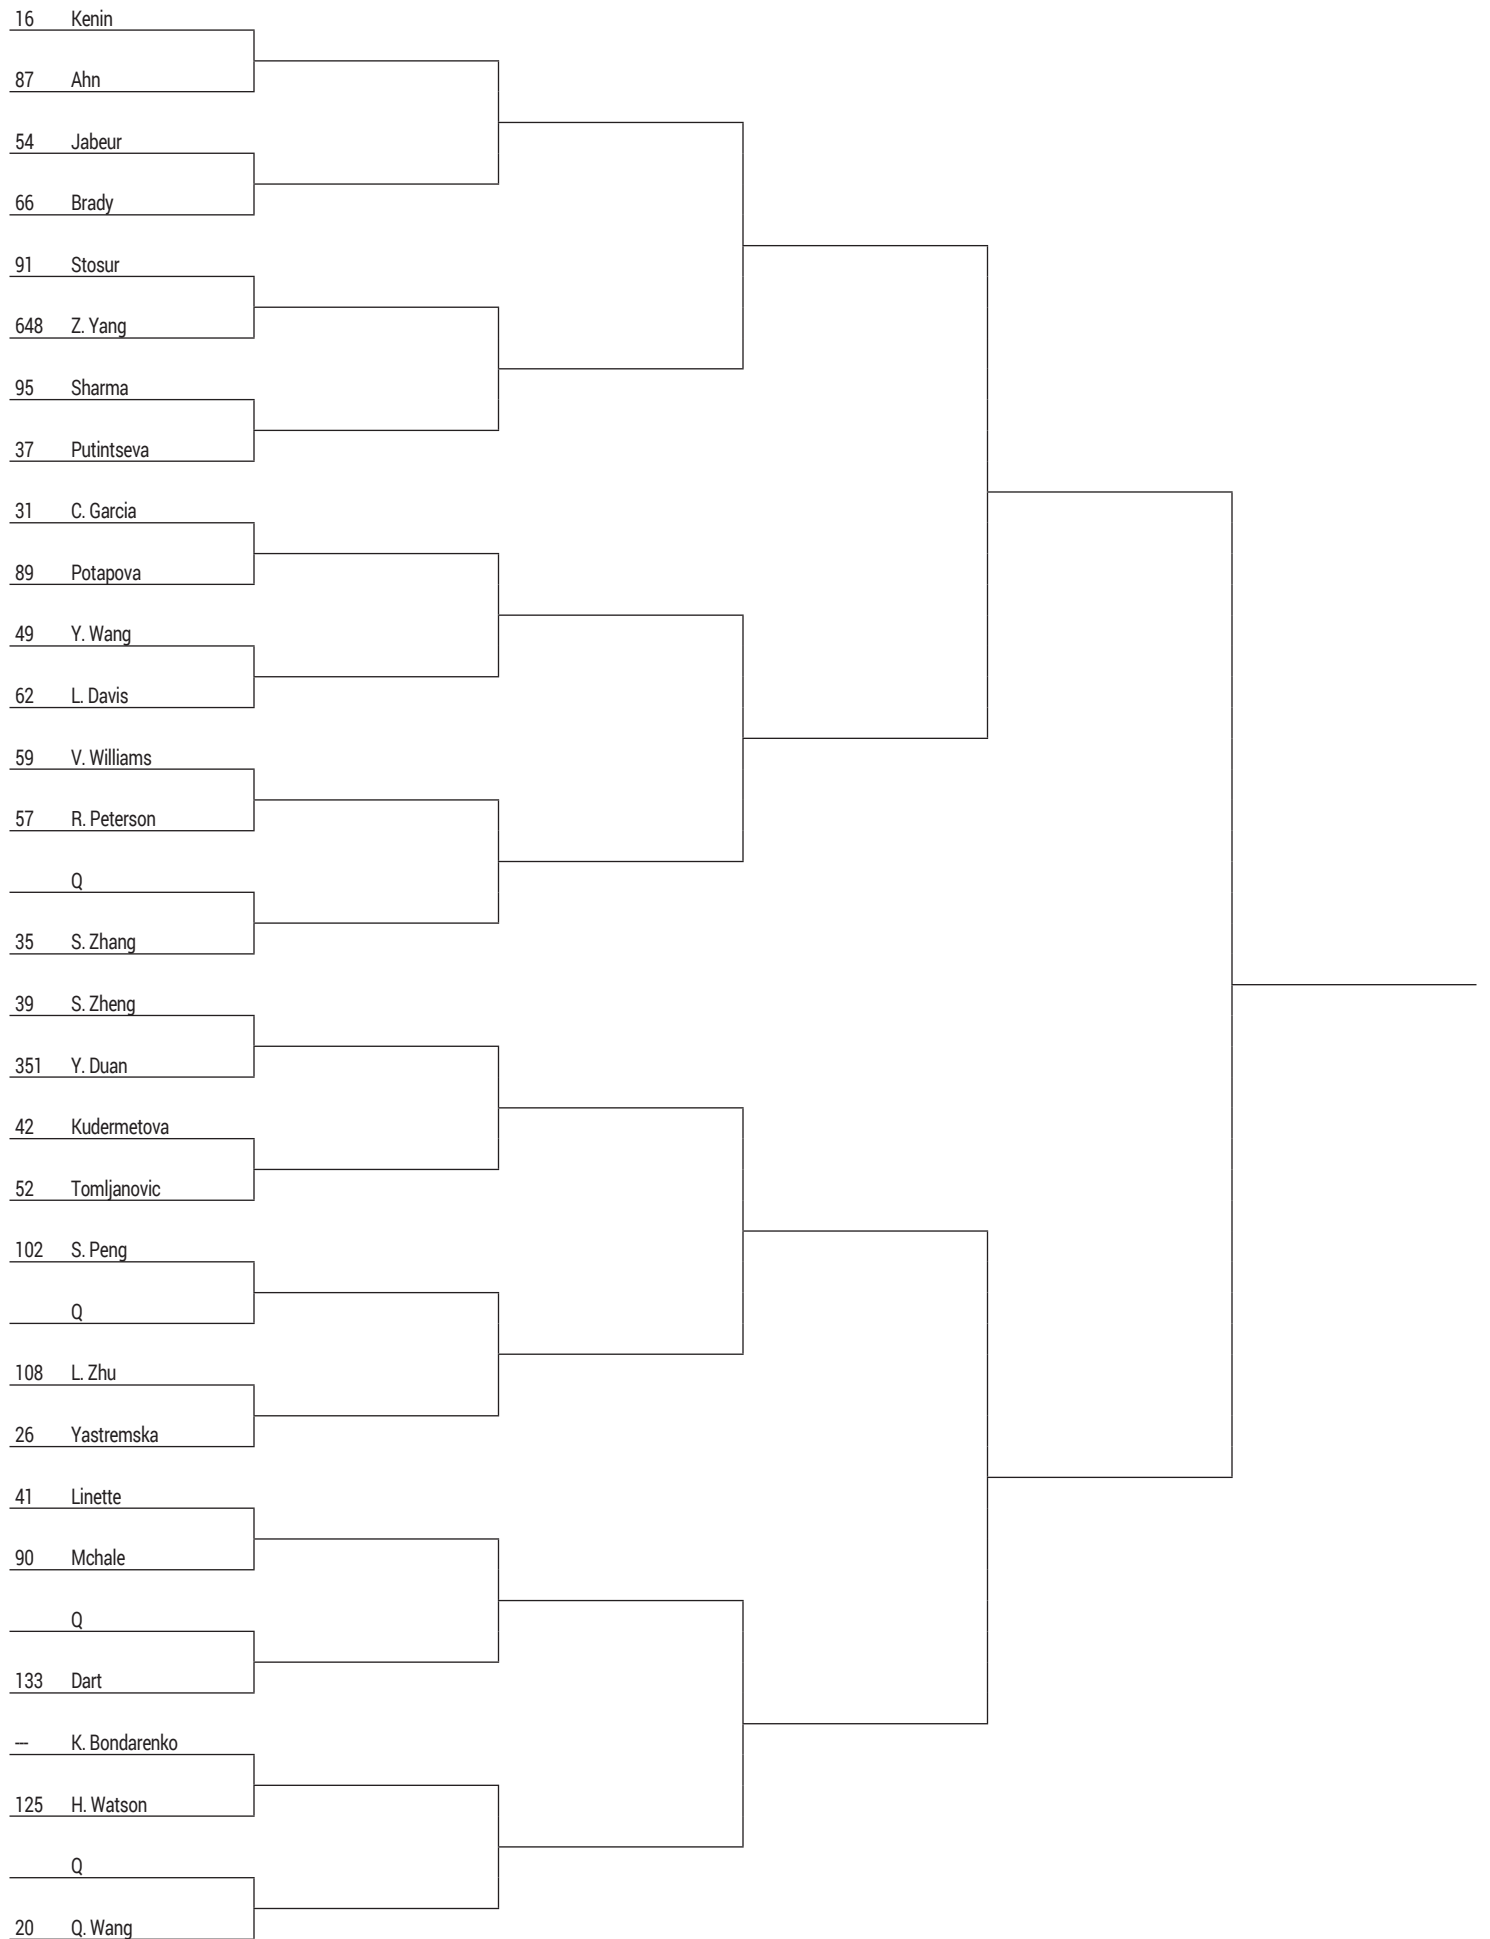 16 Kenin
87 Ahn
54 Jabeur
66 Brady
91 Stosur
648 Z. Yang
95 Sharma
37 Putintseva
31 C. Garcia
89 Potapova
49 Y. Wang
62 L. Davis
59 V. Williams
57 R. Peterson
Q
35 S. Zhang
39 S. Zheng
351 Y. Duan
42 Kudermetova
52 Tomljanovic
102 S. Peng
Q
108 L. Zhu
26 Yastremska
41 Linette
90 Mchale
Q
133 Dart
--- K. Bondarenko
125 H. Watson
Q
20 Q. Wang